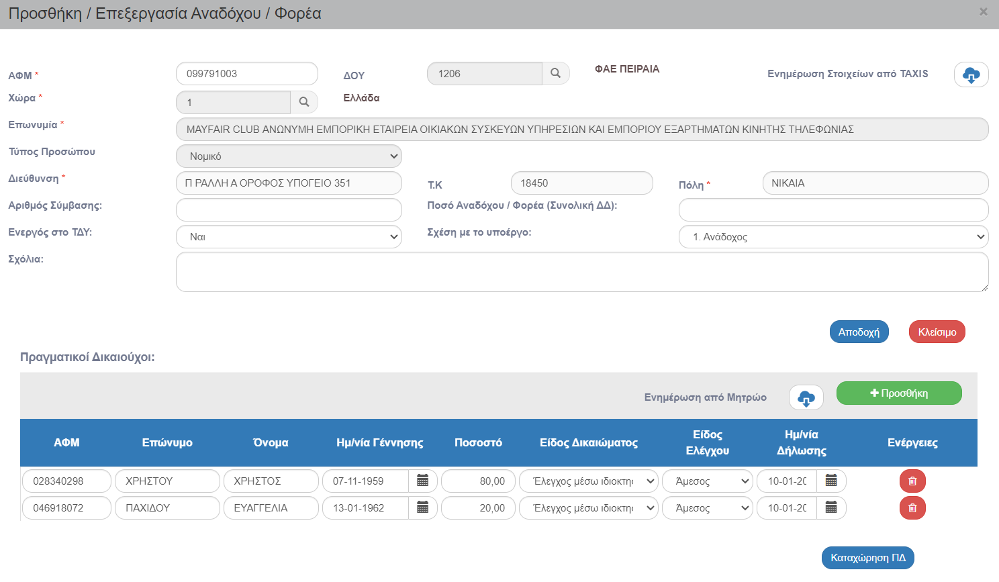 Προσθήκη / Επεξεργασία Αναδόχου / Φορέα ×
ΑΦΜ * 099791003 ΔΟΥ 1206 ΦΑΕ ΠΕΙΡΑΙΑ Ενημέρωση Στοιχείων από TAXIS
Χώρα * 1 Ελλάδα
Επωνυμία * MAYFAIR CLUB ΑΝΩΝΥΜΗ ΕΜΠΟΡΙΚΗ ΕΤΑΙΡΕΙΑ ΟΙΚΙΑΚΩΝ ΣΥΣΚΕΥΩΝ ΥΠΗΡΕΣΙΩΝ ΚΑΙ ΕΜΠΟΡΙΟΥ ΕΞΑΡΤΗΜΑΤΩΝ ΚΙΝΗΤΗΣ ΤΗΛΕΦΩΝΙΑΣ
Τύπος Προσώπου Νομικό
Διεύθυνση * Π ΡΑΛΛΗ Α ΟΡΟΦΟΣ ΥΠΟΓΕΙΟ 351 Τ.Κ 18450 Πόλη * ΝΙΚΑΙΑ
Αριθμός Σύμβασης: Ποσό Αναδόχου / Φορέα (Συνολική ΔΔ):
Ενεργός στο ΤΔΥ: Ναι Σχέση με το υποέργο: 1. Ανάδοχος
Σχόλια:
Αποδοχή Κλείσιμο
Πραγματικοί Δικαιούχοι:
Ενημέρωση από Μητρώο Προσθήκη
ΑΦΜ Επώνυμο Όνομα Ημ/νία Γέννησης Ποσοστό Είδος Δικαιώματος Είδος Ελέγχου Ημ/νία Δήλωσης Ενέργειες
028340298 ΧΡΗΣΤΟΥ ΧΡΗΣΤΟΣ 07-11-1959 80,00 Έλεγχος μέσω ιδιοκτη Άμεσος 10-01-20
046918072 ΠΑΧΙΔΟΥ ΕΥΑΓΓΕΛΙΑ 13-01-1962 20,00 Έλεγχος μέσω ιδιοκτη Άμεσος 10-01-20
Καταχώρηση ΠΔ